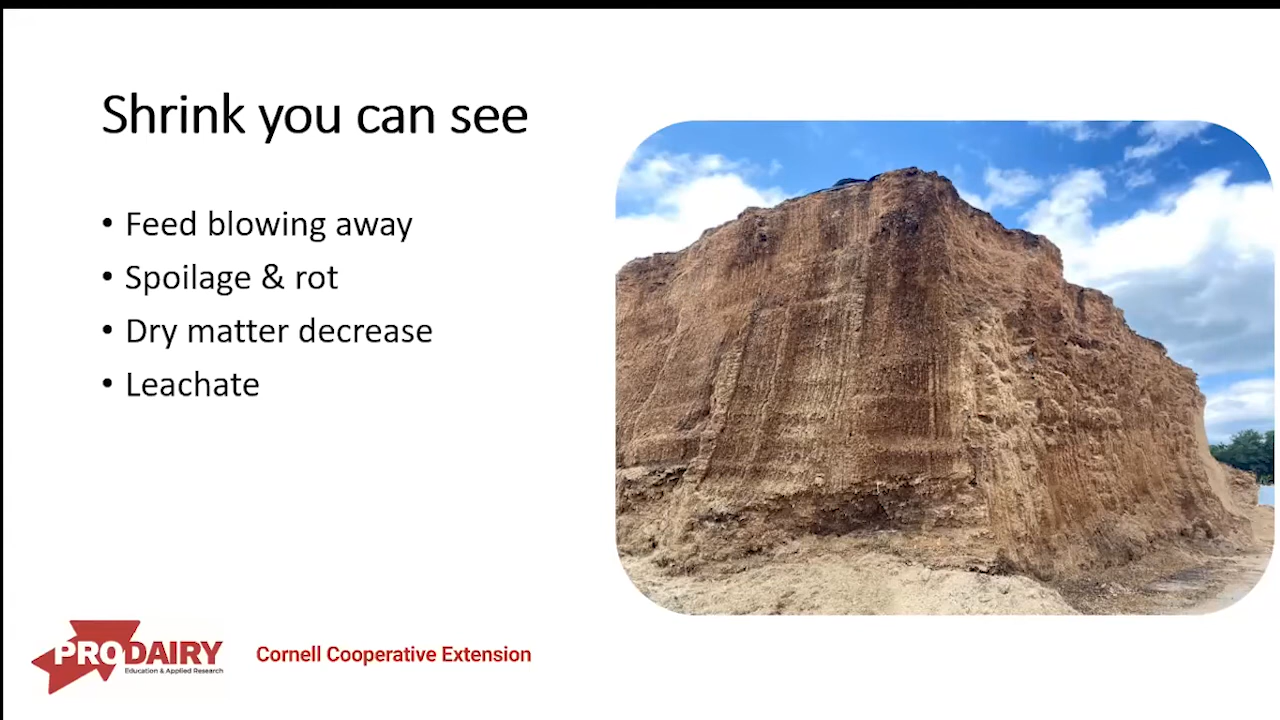 Shrink you can see
• Feed blowing away
• Spoilage & rot
• Dry matter decrease
• Leachate
PRODAIRY
Education & Applied Research
Cornell Cooperative Extension